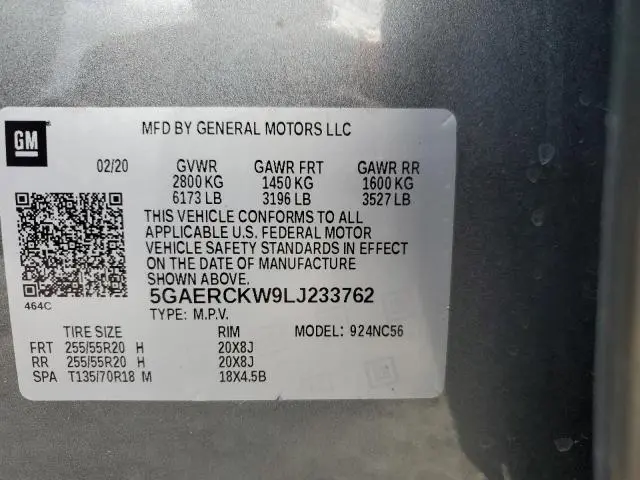 GM
MFD BY GENERAL MOTORS LLC
02/20 GVWR GAWR FRT GAWR RR
2800 KG 1450 KG 1600 KG
6173 LB 3196 LB 3527 LB
THIS VEHICLE CONFORMS TO ALL
APPLICABLE U.S. FEDERAL MOTOR
VEHICLE SAFETY STANDARDS IN EFFECT
ON THE DATE OF MANUFACTURE
SHOWN ABOVE.
464C
5GAERCKW9LJ233762
TYPE: M.P.V.
TIRE SIZE RIM MODEL: 924NC56
FRT 255/55R20 H 20X8J
RR 255/55R20 H 20X8J
SPA T135/70R18 M 18X4.5B